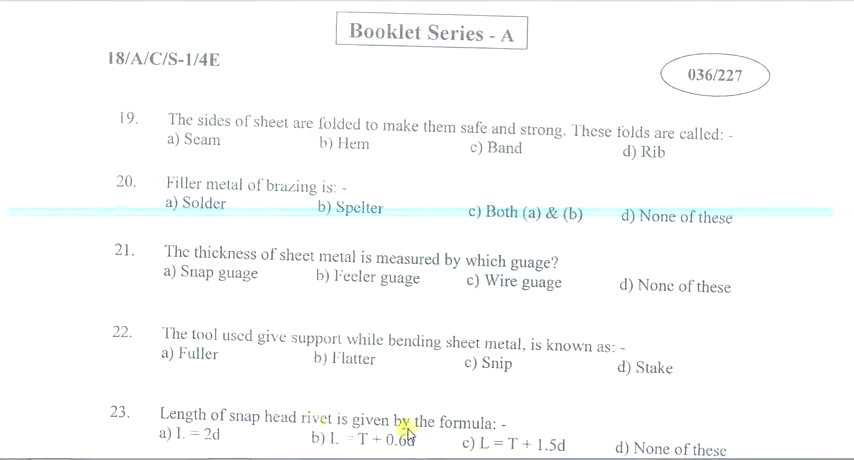 Booklet Series - A
18/A/C/S-1/4E
036/227
19. The sides of sheet are folded to make them safe and strong. These folds are called: -
a) Seam b) Hem c) Band d) Rib
20. Filler metal of brazing is: -
a) Solder b) Spelter c) Both (a) & (b) d) None of these
21. The thickness of sheet metal is measured by which guage?
a) Snap guage b) Feeler guage c) Wire guage d) None of these
22. The tool used give support while bending sheet metal, is known as: -
a) Fuller b) Flatter c) Snip d) Stake
23. Length of snap head rivet is given by the formula: -
a) L = 2d b) L = T + 0.6d c) L = T + 1.5d d) None of these